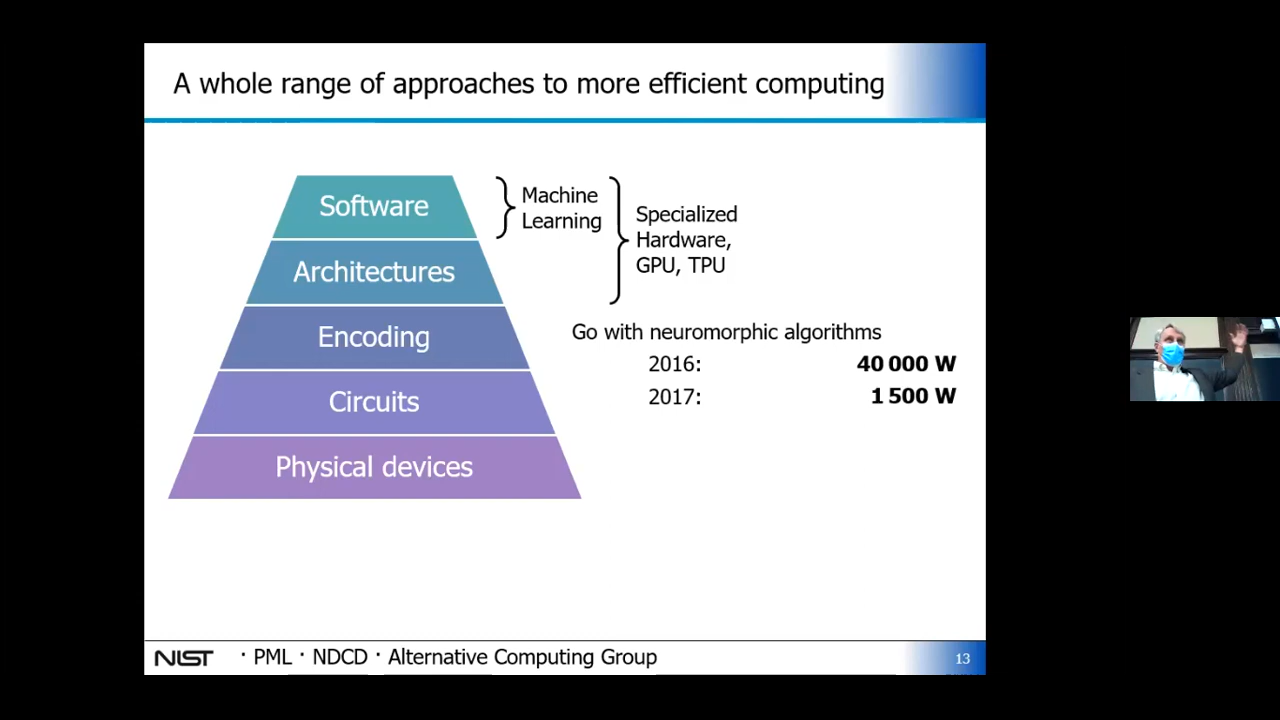 A whole range of approaches to more efficient computing
Software
Machine
Learning
Specialized
Hardware,
GPU, TPU
Architectures
Encoding
Circuits
Physical devices
Go with neuromorphic algorithms
2016: 40 000 W
2017: 1 500 W
NIST · PML · NDCD · Alternative Computing Group 13